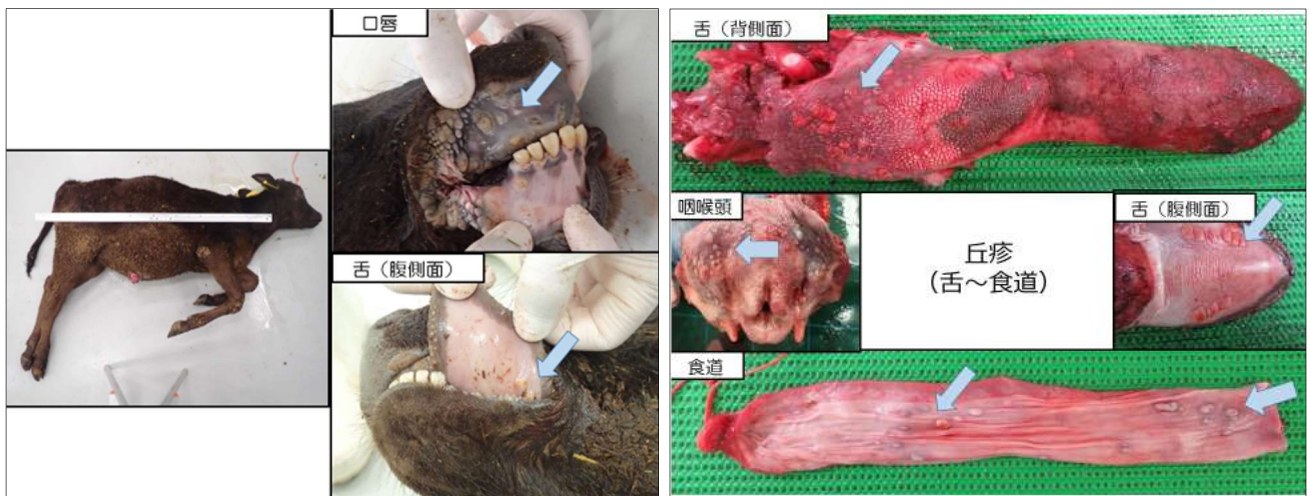 口唇
舌（腹側面）
舌（背側面）
咽喉頭
丘疹
（舌～食道）
舌（腹側面）
食道